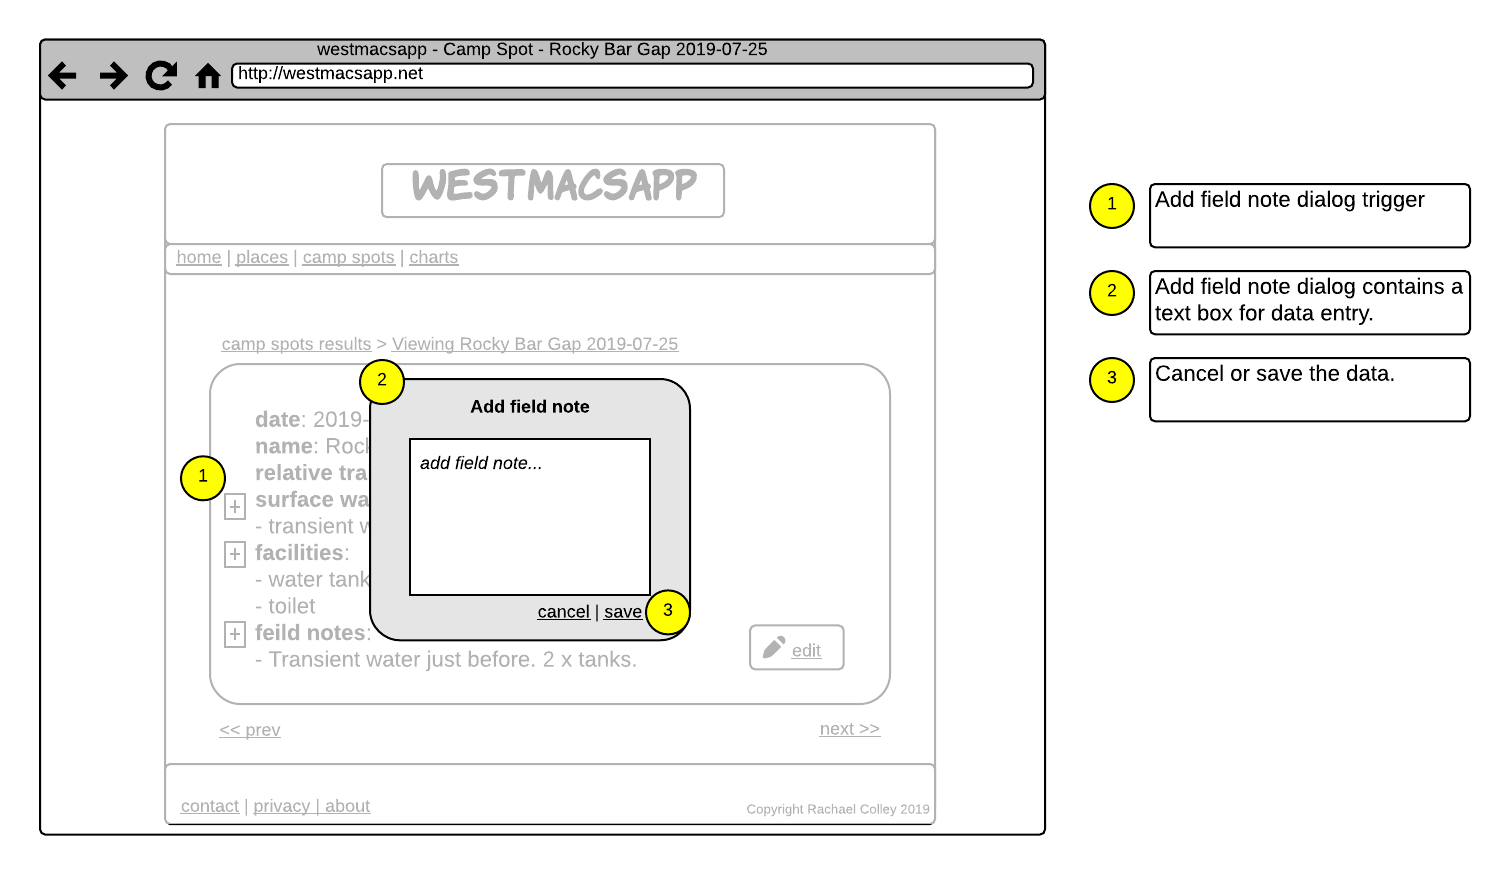 westmacsapp - Camp Spot - Rocky Bar Gap 2019-07-25
http://westmacsapp.net
WESTMACSAPP
home | places | camp spots | charts
camp spots results > Viewing Rocky Bar Gap 2019-07-25
date: 2019-
name: Rock
relative tra
surface wa
- transient w
facilities:
- water tank
- toilet
feild notes:
- Transient water just before. 2 x tanks.
1
2
Add field note
add field note...
cancel | save
3
edit
<< prev
next >>
contact | privacy | about
Copyright Rachael Colley 2019
1
Add field note dialog trigger
2
Add field note dialog contains a
text box for data entry.
3
Cancel or save the data.